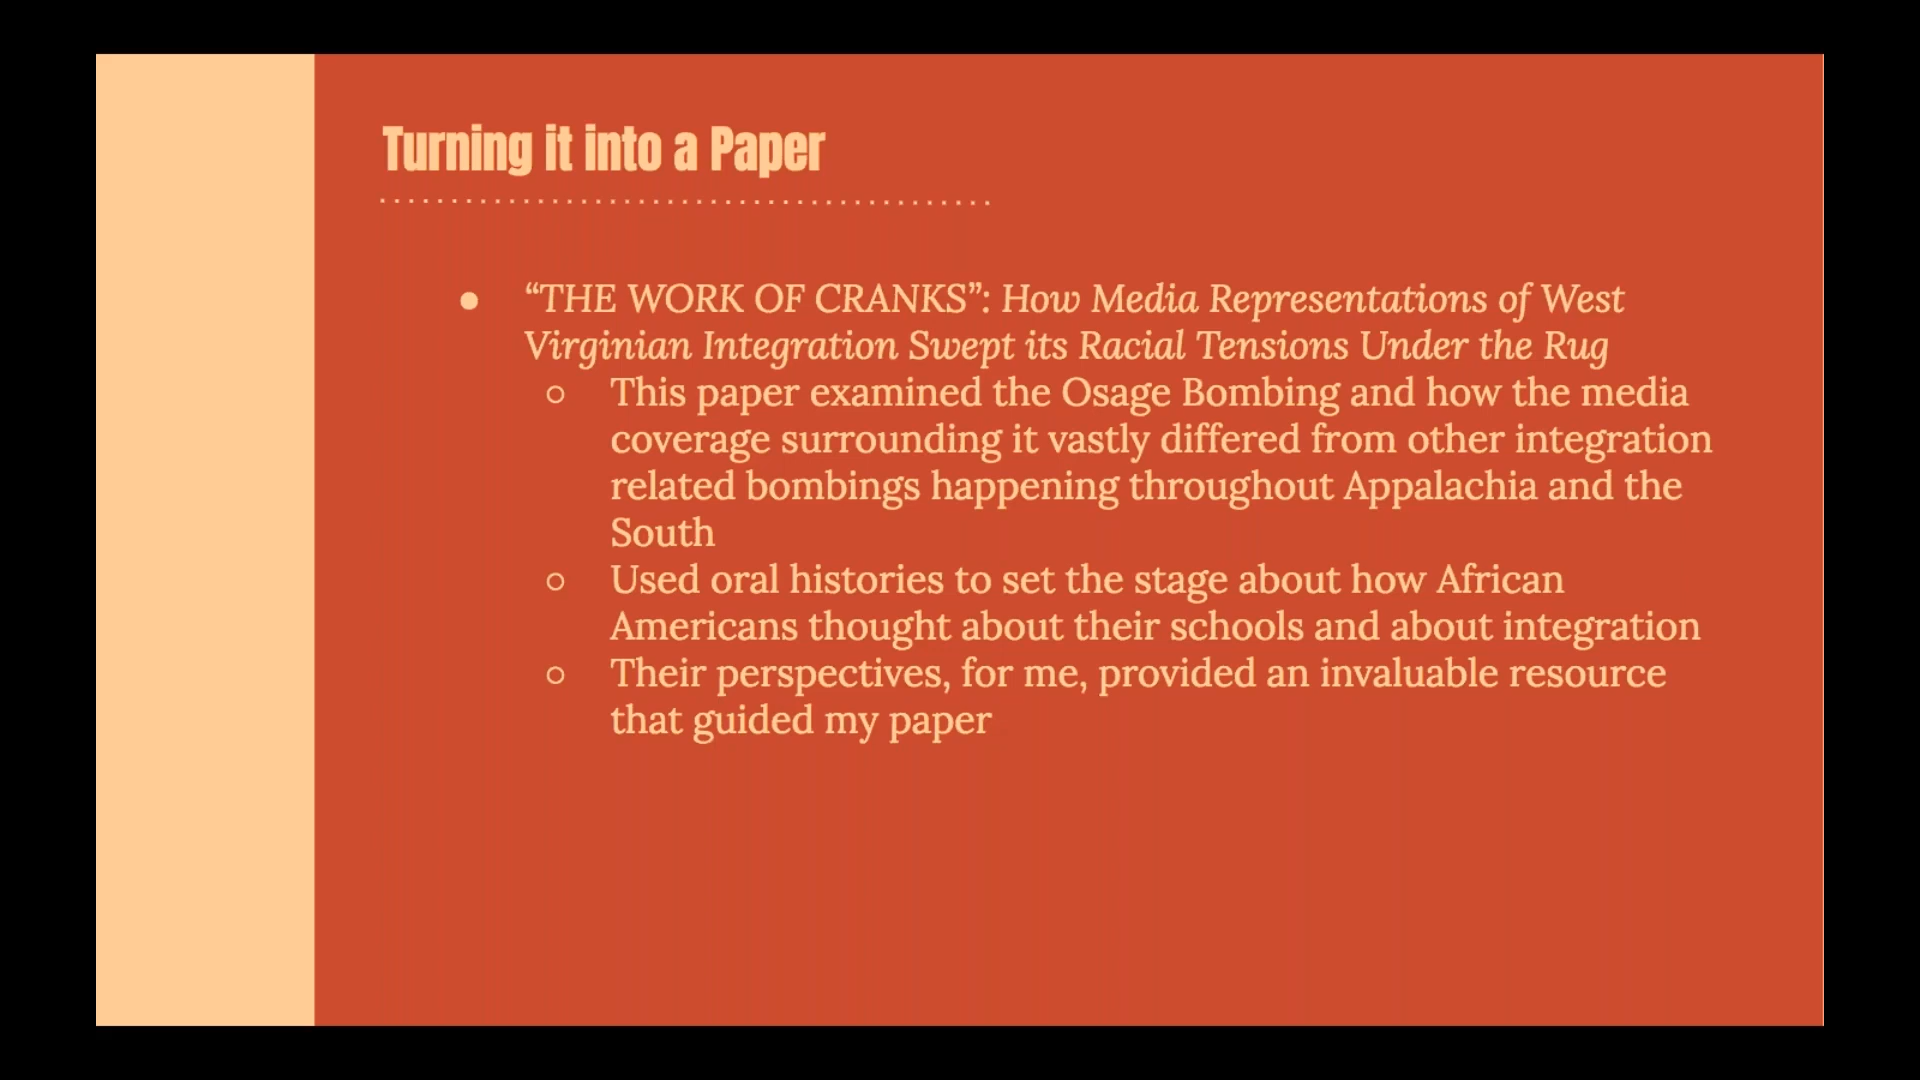 Turning it into a Paper
● “THE WORK OF CRANKS”: How Media Representations of West
Virginian Integration Swept its Racial Tensions Under the Rug
○ This paper examined the Osage Bombing and how the media
coverage surrounding it vastly differed from other integration
related bombings happening throughout Appalachia and the
South
○ Used oral histories to set the stage about how African
Americans thought about their schools and about integration
○ Their perspectives, for me, provided an invaluable resource
that guided my paper